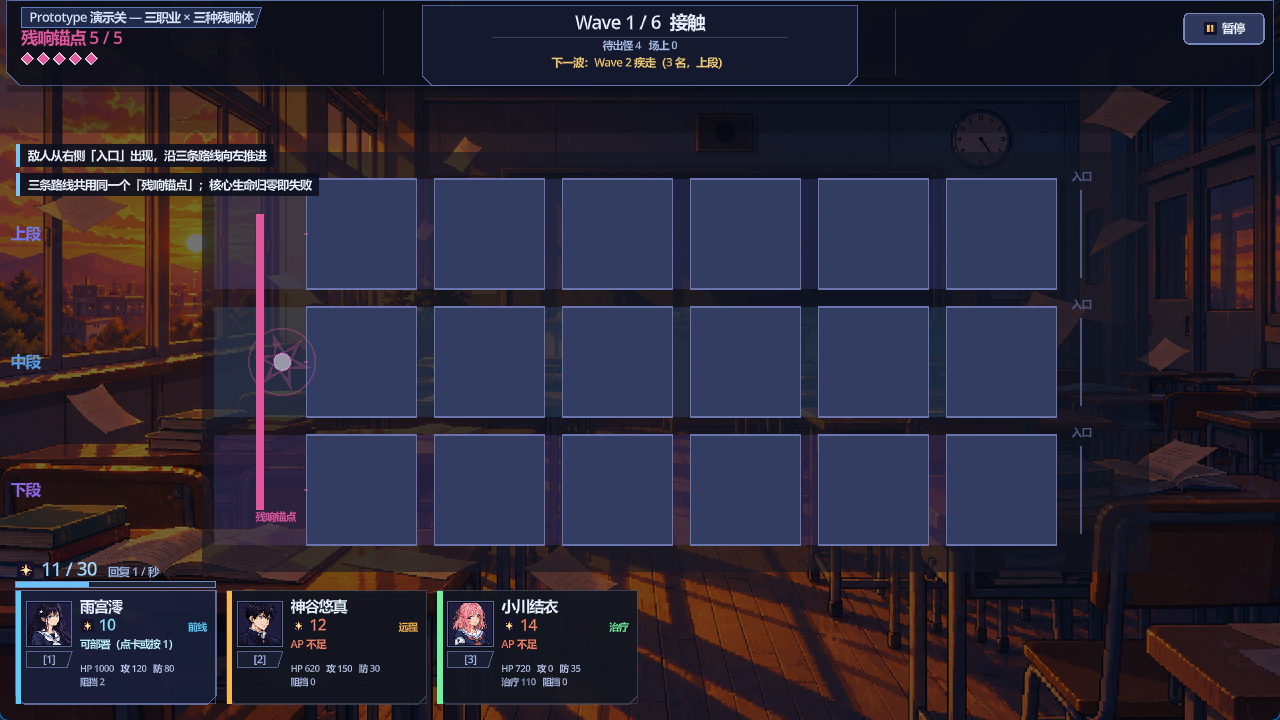 Prototype 演示关 — 三职业 × 三种残响体
残响锚点 5 / 5
Wave 1 / 6 接触
待出怪 4 场上 0
下一波: Wave 2 疾走 (3 名, 上段)
暂停
敌人从右侧「入口」出现, 沿三条路线向左推进
三条路线共用同一个「残响锚点」; 核心生命归零即失败
入口
上段
入口
中段
入口
下段
残响锚点
11 / 30 回复 1 / 秒
雨宫澪
10
前线
可部署 (点卡或按 1)
[1]
HP 1000 攻 120 防 80
阻挡 2
神谷悠真
12
远程
AP 不足
[2]
HP 620 攻 150 防 30
阻挡 0
小川结衣
14
治疗
AP 不足
[3]
HP 720 攻 0 防 35
治疗 110 阻挡 0